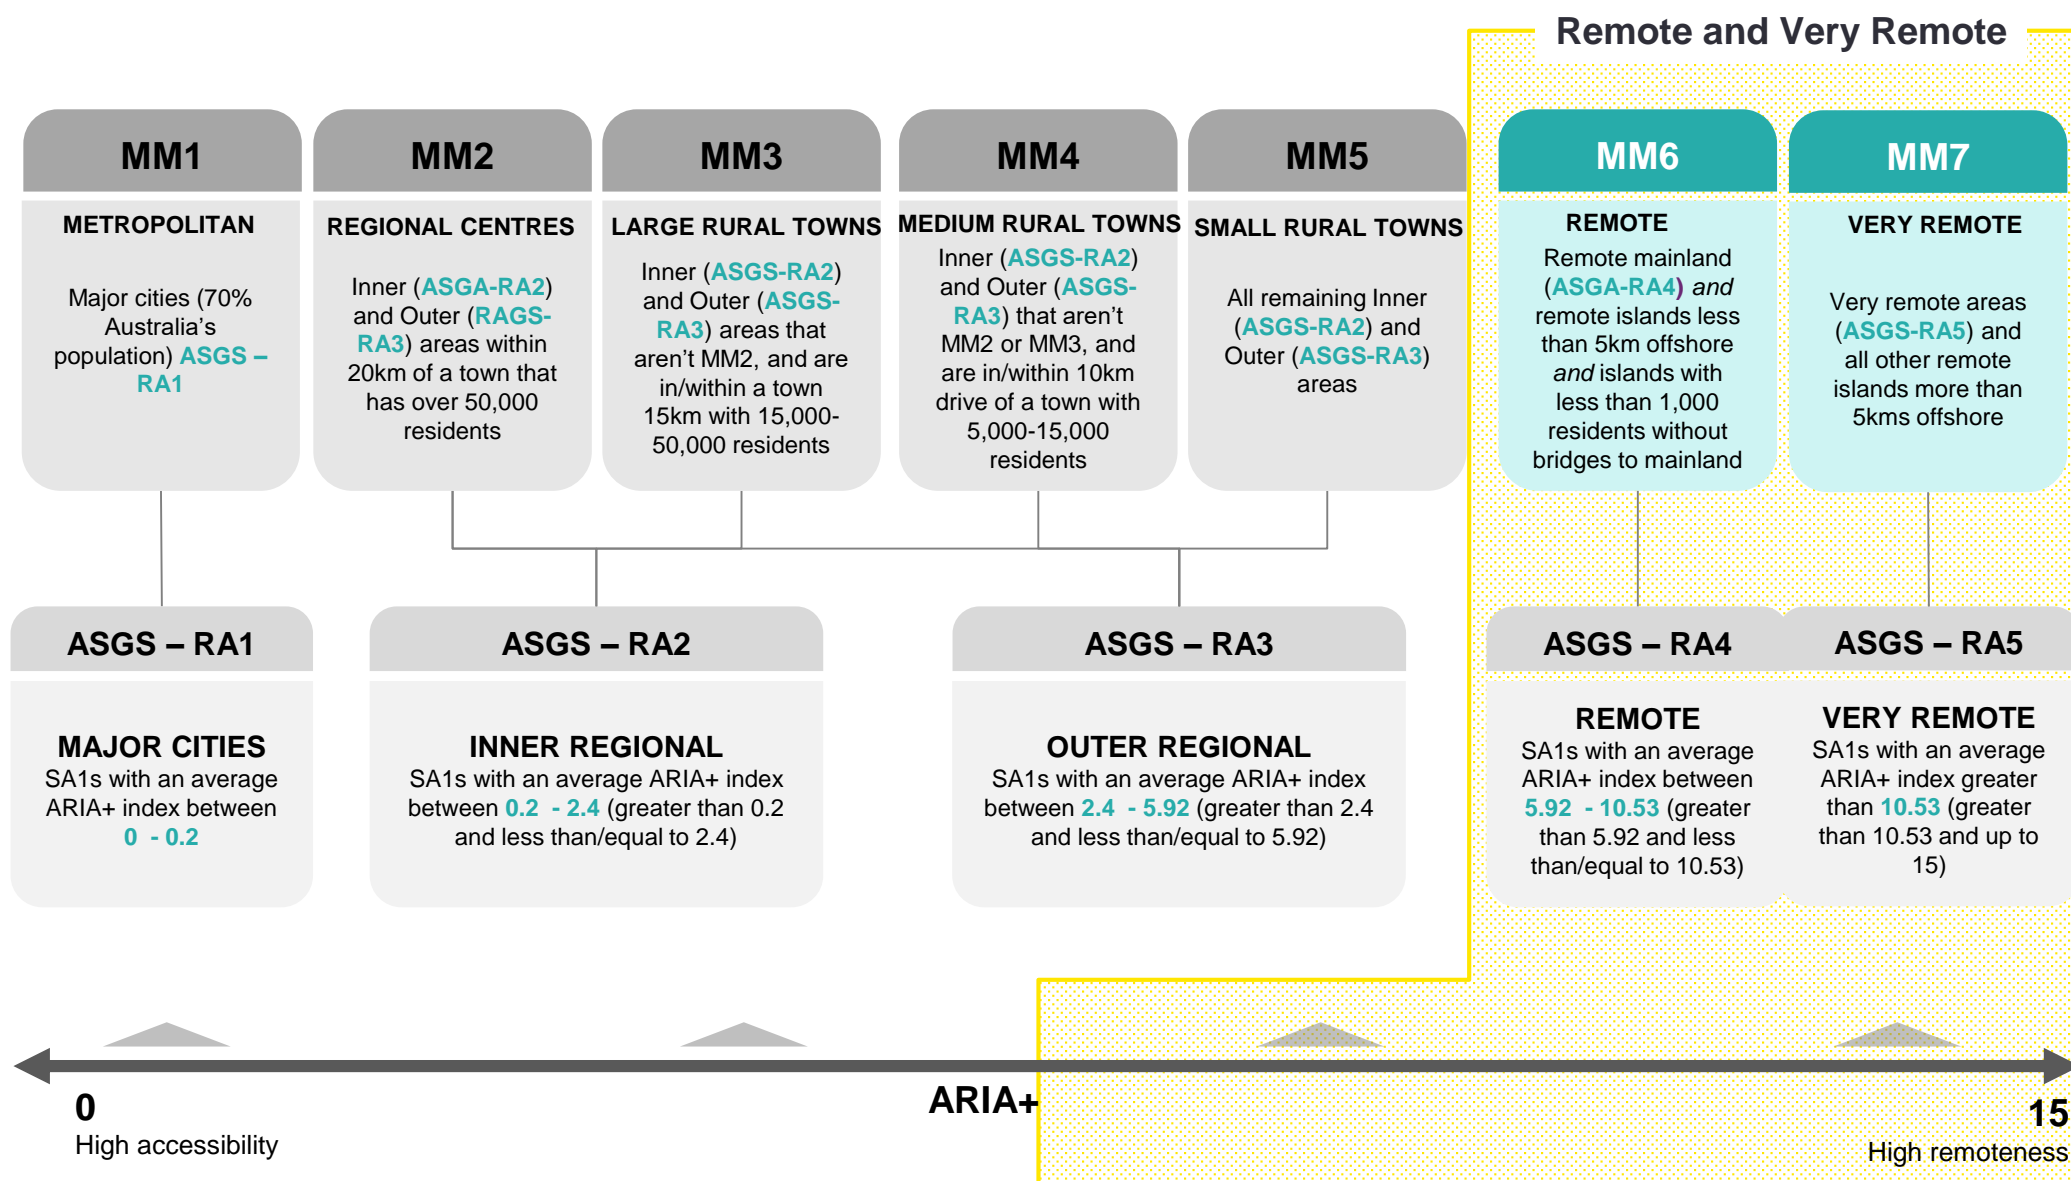 Remote and Very Remote
MM1
METROPOLITAN
Major cities (70%
Australia’s
population) ASGS –
RA1
MM2
REGIONAL CENTRES
Inner (ASGA-RA2)
and Outer (RAGS-
RA3) areas within
20km of a town that
has over 50,000
residents
MM3
LARGE RURAL TOWNS
Inner (ASGS-RA2)
and Outer (ASGS-
RA3) areas that
aren’t MM2, and are
in/within a town
15km with 15,000-
50,000 residents
MM4
MEDIUM RURAL TOWNS
Inner (ASGS-RA2)
and Outer (ASGS-
RA3) that aren’t
MM2 or MM3, and
are in/within 10km
drive of a town with
5,000-15,000
residents
MM5
SMALL RURAL TOWNS
All remaining Inner
(ASGS-RA2) and
Outer (ASGS-RA3)
areas
MM6
REMOTE
Remote mainland
(ASGA-RA4) and
remote islands less
than 5km offshore
and islands with
less than 1,000
residents without
bridges to mainland
MM7
VERY REMOTE
Very remote areas
(ASGS-RA5) and
all other remote
islands more than
5kms offshore
ASGS – RA1
MAJOR CITIES
SA1s with an average
ARIA+ index between
0 - 0.2
ASGS – RA2
INNER REGIONAL
SA1s with an average ARIA+ index
between 0.2 - 2.4 (greater than 0.2
and less than/equal to 2.4)
ASGS – RA3
OUTER REGIONAL
SA1s with an average ARIA+ index
between 2.4 - 5.92 (greater than 2.4
and less than/equal to 5.92)
ASGS – RA4
REMOTE
SA1s with an average
ARIA+ index between
5.92 - 10.53 (greater
than 5.92 and less
than/equal to 10.53)
ASGS – RA5
VERY REMOTE
SA1s with an average
ARIA+ index greater
than 10.53 (greater
than 10.53 and up to
15)
0
High accessibility
ARIA+
15
High remoteness